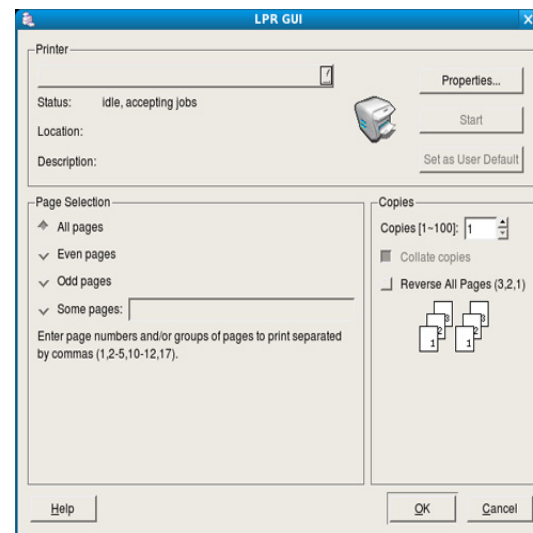 LPR GUI
Printer
Properties...
Status: idle, accepting jobs
Start
Location:
Description:
Set as User Default
Page Selection
All pages
Even pages
Odd pages
Some pages:
Enter page numbers and/or groups of pages to print separated
by commas (1,2-5,10-12,17).
Copies
Copies [1~100]: 1
Collate copies
Reverse All Pages (3,2,1)
3 3
2 2
1 1
Help
OK
Cancel